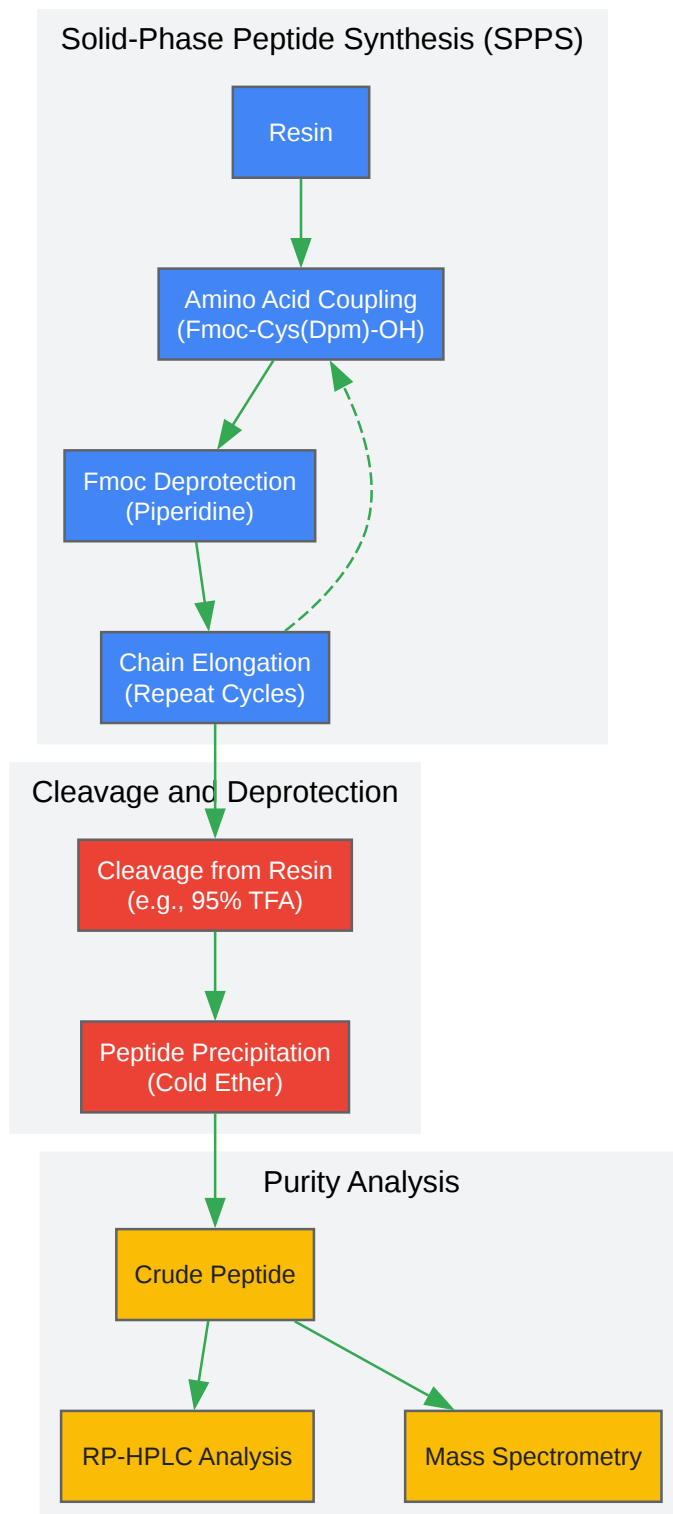 Solid-Phase Peptide Synthesis (SPPS)
Resin
Amino Acid Coupling
(Fmoc-Cys(Dpm)-OH)
Fmoc Deprotection
(Piperidine)
Chain Elongation
(Repeat Cycles)
Cleavage and Deprotection
Cleavage from Resin
(e.g., 95% TFA)
Peptide Precipitation
(Cold Ether)
Purity Analysis
Crude Peptide
RP-HPLC Analysis
Mass Spectrometry